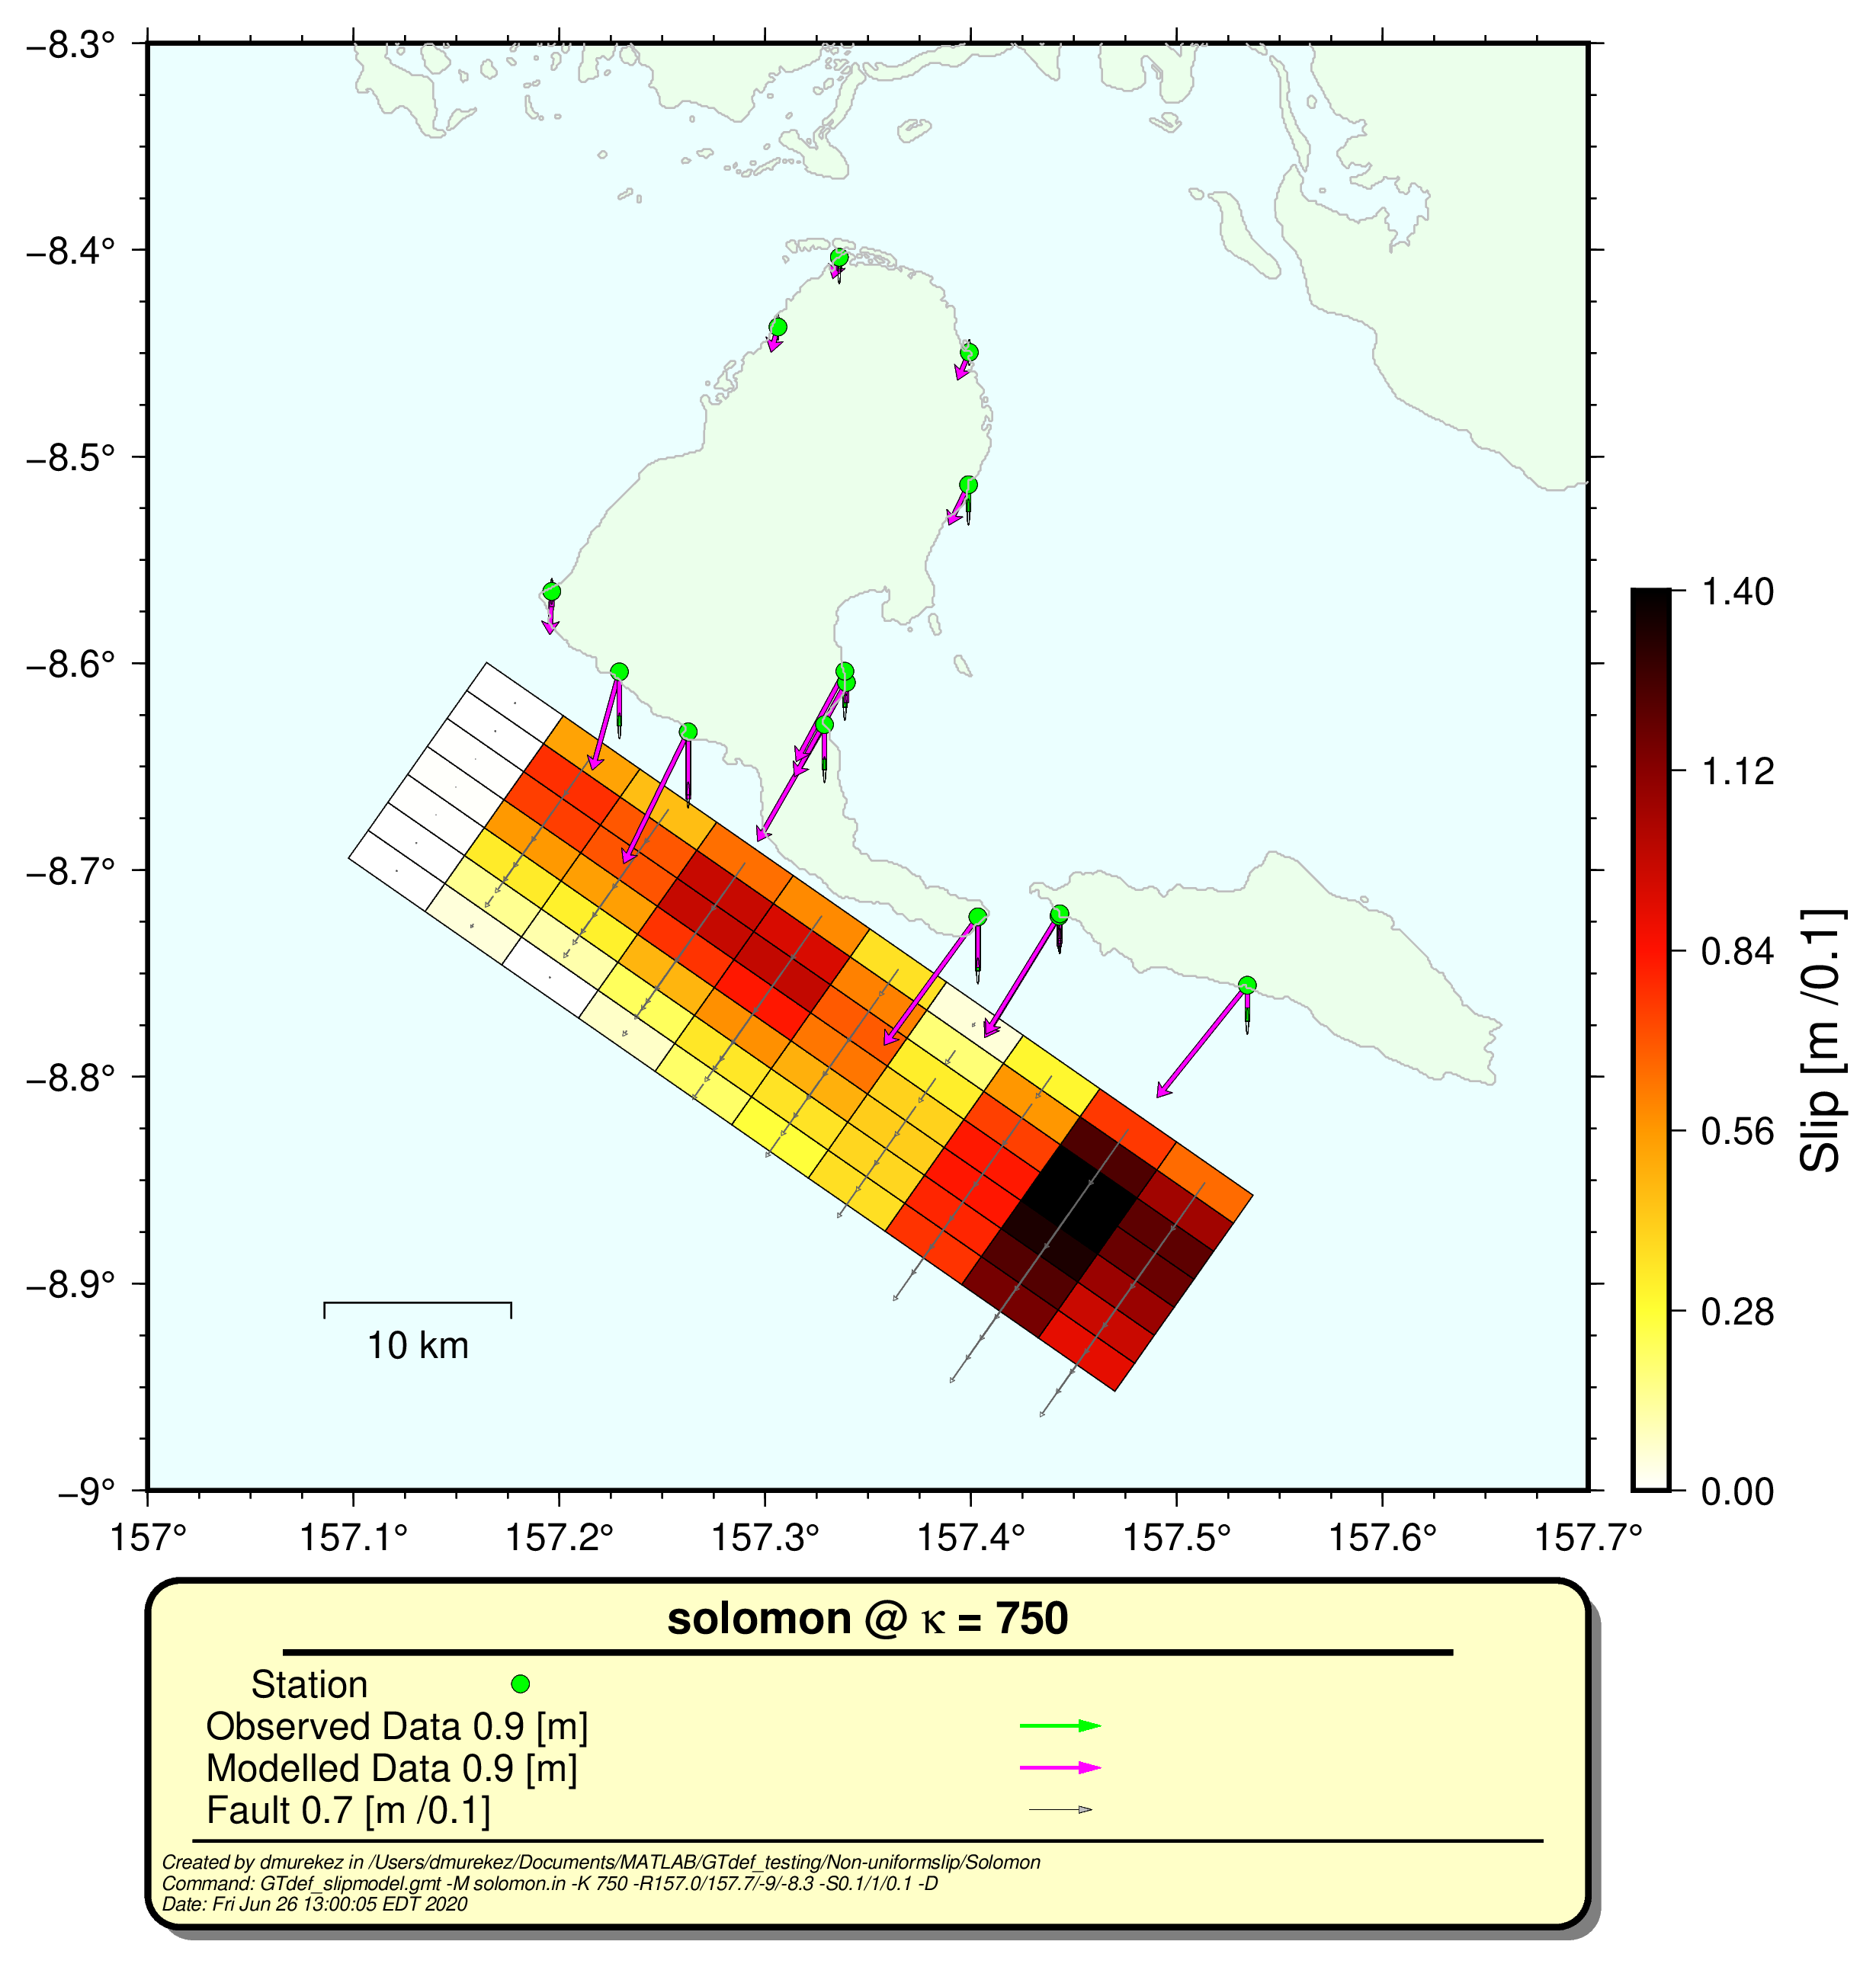 −8.3°
−8.4°
−8.5°
−8.6°
−8.7°
−8.8°
−8.9°
−9°
157°
157.1°
157.2°
157.3°
157.4°
157.5°
157.6°
157.7°
10 km
1.40
1.12
0.84
0.56
0.28
0.00
Slip [m /0.1]
solomon @ κ = 750
Station
Observed Data 0.9 [m]
Modelled Data 0.9 [m]
Fault 0.7 [m /0.1]
Created by dmurekez in /Users/dmurekez/Documents/MATLAB/GTdef_testing/Non-uniformslip/Solomon
Command: GTdef_slipmodel.gmt -M solomon.in -K 750 -R157.0/157.7/-9/-8.3 -S0.1/1/0.1 -D
Date: Fri Jun 26 13:00:05 EDT 2020